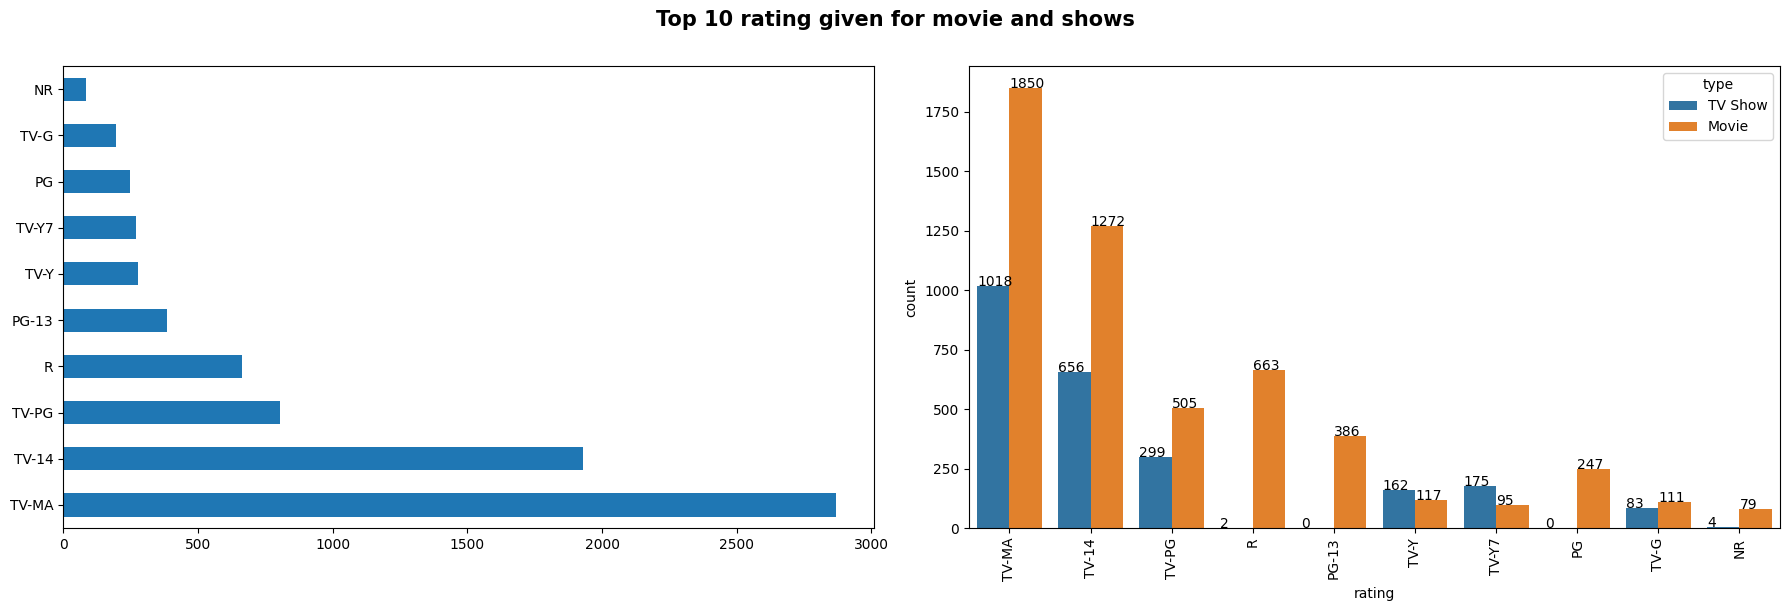 Top 10 rating given for movie and shows
NR
TV-G
PG
TV-Y7
TV-Y
PG-13
R
TV-PG
TV-14
TV-MA
0 500 1000 1500 2000 2500 3000
count
1750
1500
1250
1000
750
500
250
0
type
TV Show
Movie
1018 1850
656 1272
299 505
2 663
0 386
162 117
175 95
0 247
83 111
4 79
TV-MA TV-14 TV-PG R PG-13 TV-Y TV-Y7 PG TV-G NR
rating